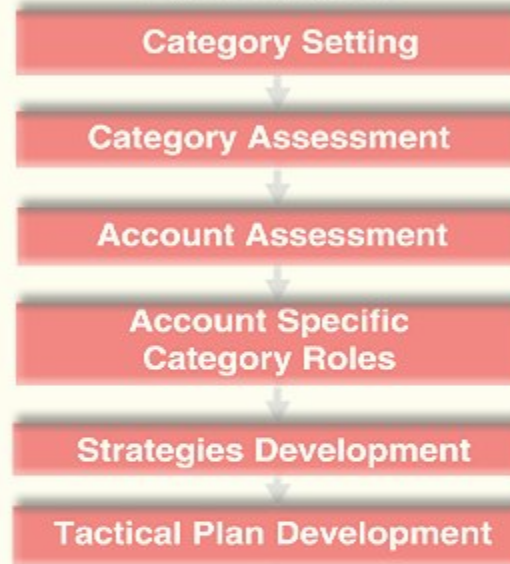 Category Setting
Category Assessment
Account Assessment
Account Specific
Category Roles
Strategies Development
Tactical Plan Development